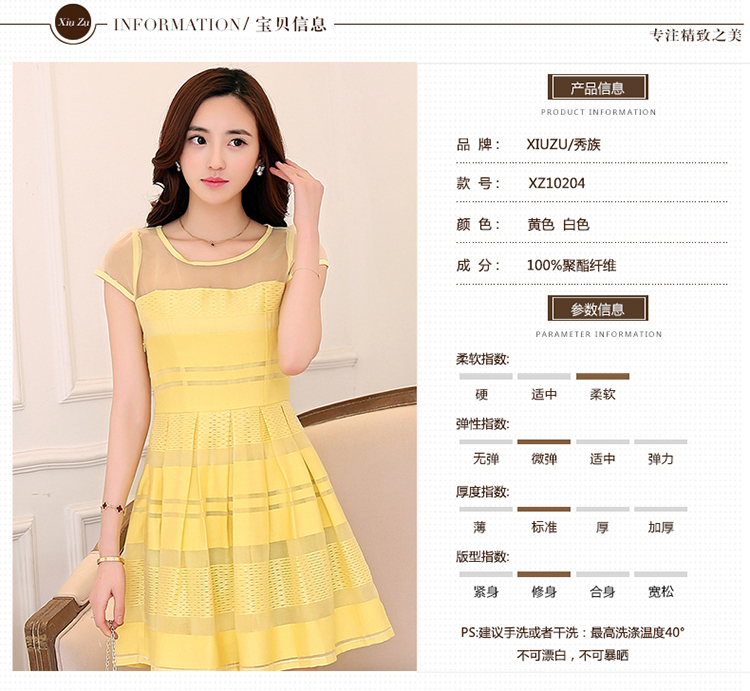 Xiu Zu
INFORMATION/ 宝贝信息
专注精致之美
产品信息
PRODUCT INFORMATION
品 牌： XIUZU/秀族
款 号： XZ10204
颜 色： 黄色 白色
成 分： 100%聚酯纤维
参数信息
PARAMETER INFORMATION
柔软指数:
硬 适中 柔软
弹性指数:
无弹 微弹 适中 弹力
厚度指数:
薄 标准 厚 加厚
版型指数:
紧身 修身 合身 宽松
PS:建议手洗或者干洗：最高洗涤温度40°
不可漂白，不可暴晒